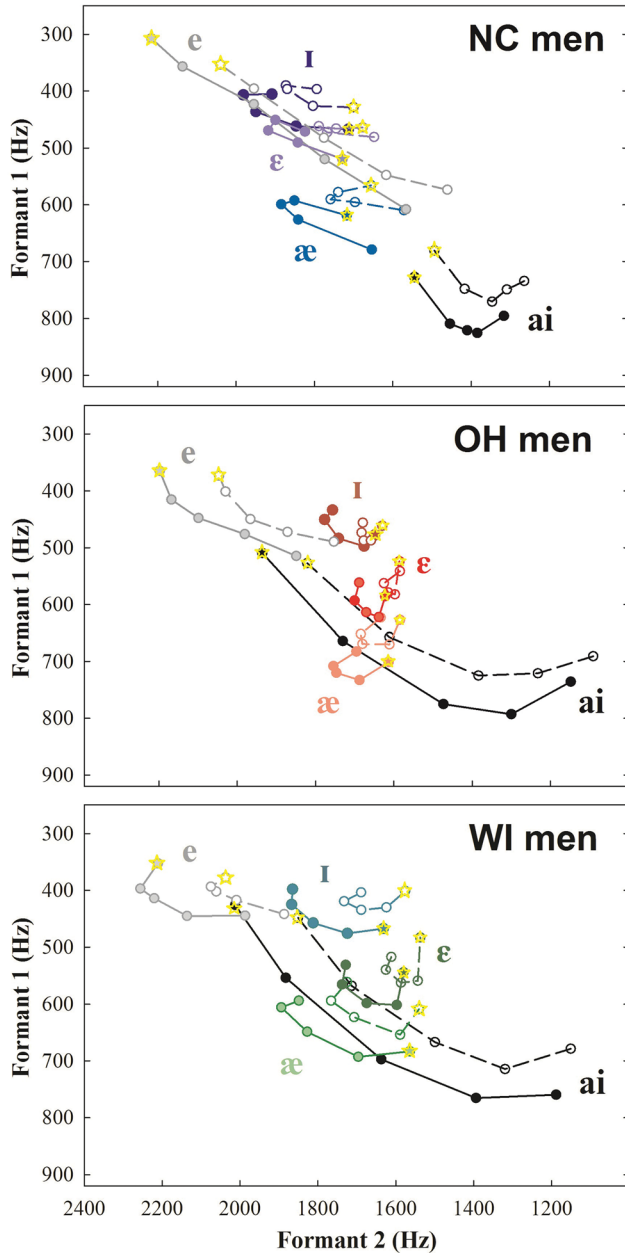 NC men
300
400
500
600
700
800
900
Formant 1 (Hz)
e
ɪ
ɛ
æ
ai
OH men
300
400
500
600
700
800
900
Formant 1 (Hz)
e
ɪ
ɛ
æ
ai
WI men
300
400
500
600
700
800
900
Formant 1 (Hz)
e
ɪ
ɛ
æ
ai
2400 2200 2000 1800 1600 1400 1200
Formant 2 (Hz)